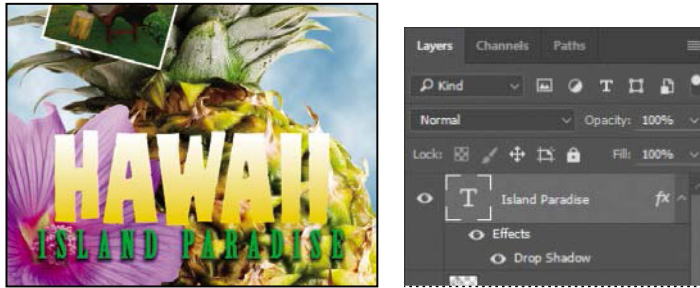 HAWAII
ISLAND PARADISE
Layers Channels Paths
Kind
Normal Opacity: 100%
Lock: Fill: 100%
T Island Paradise fx
Effects
Drop Shadow